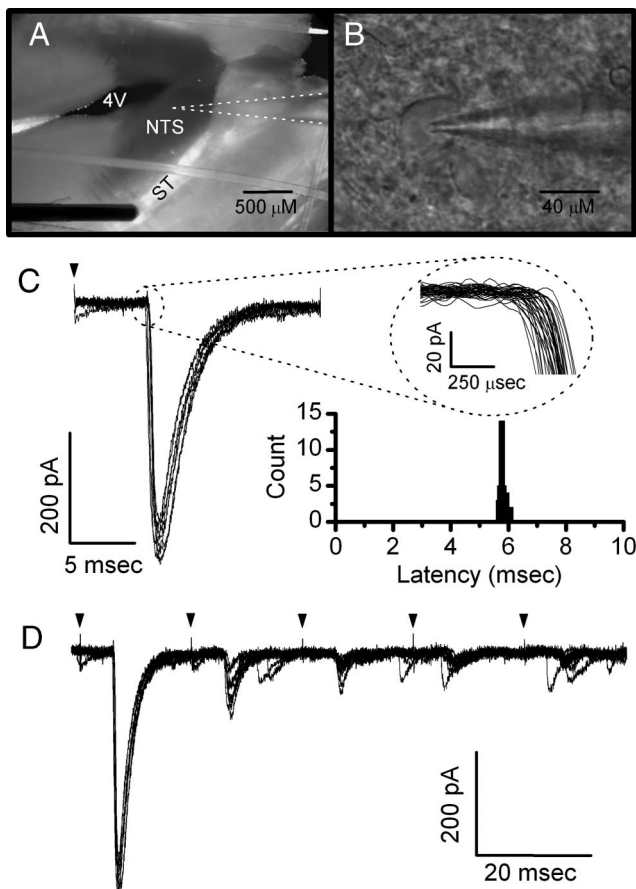 A
4V
NTS
ST
500 µM
B
40 µM
C
200 pA
5 msec
20 pA
250 µsec
15
10
5
0
Count
0 2 4 6 8 10
Latency (msec)
D
200 pA
20 msec